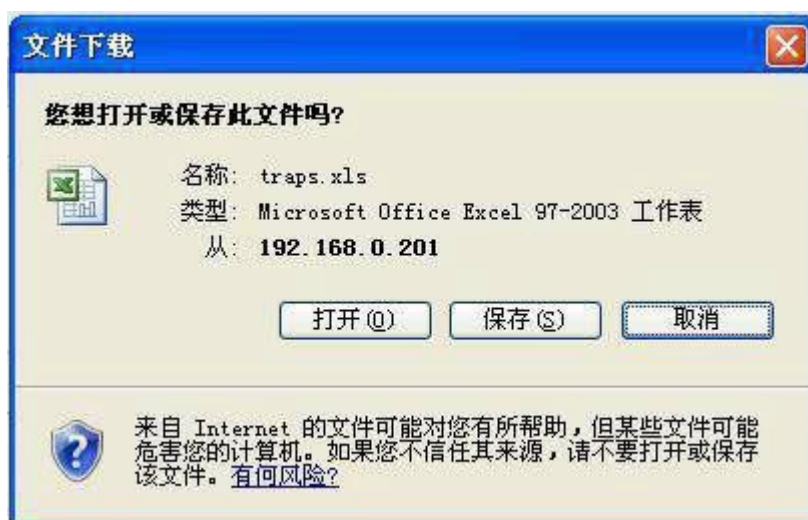 文件下载
您想打开或保存此文件吗?
名称: traps.xls
类型: Microsoft Office Excel 97-2003 工作表
从: 192.168.0.201
打开(O) 保存(S) 取消
来自 Internet 的文件可能对您有所帮助,但某些文件可能
危害您的计算机。如果您不信任其来源,请不要打开或保存
该文件。有何风险?